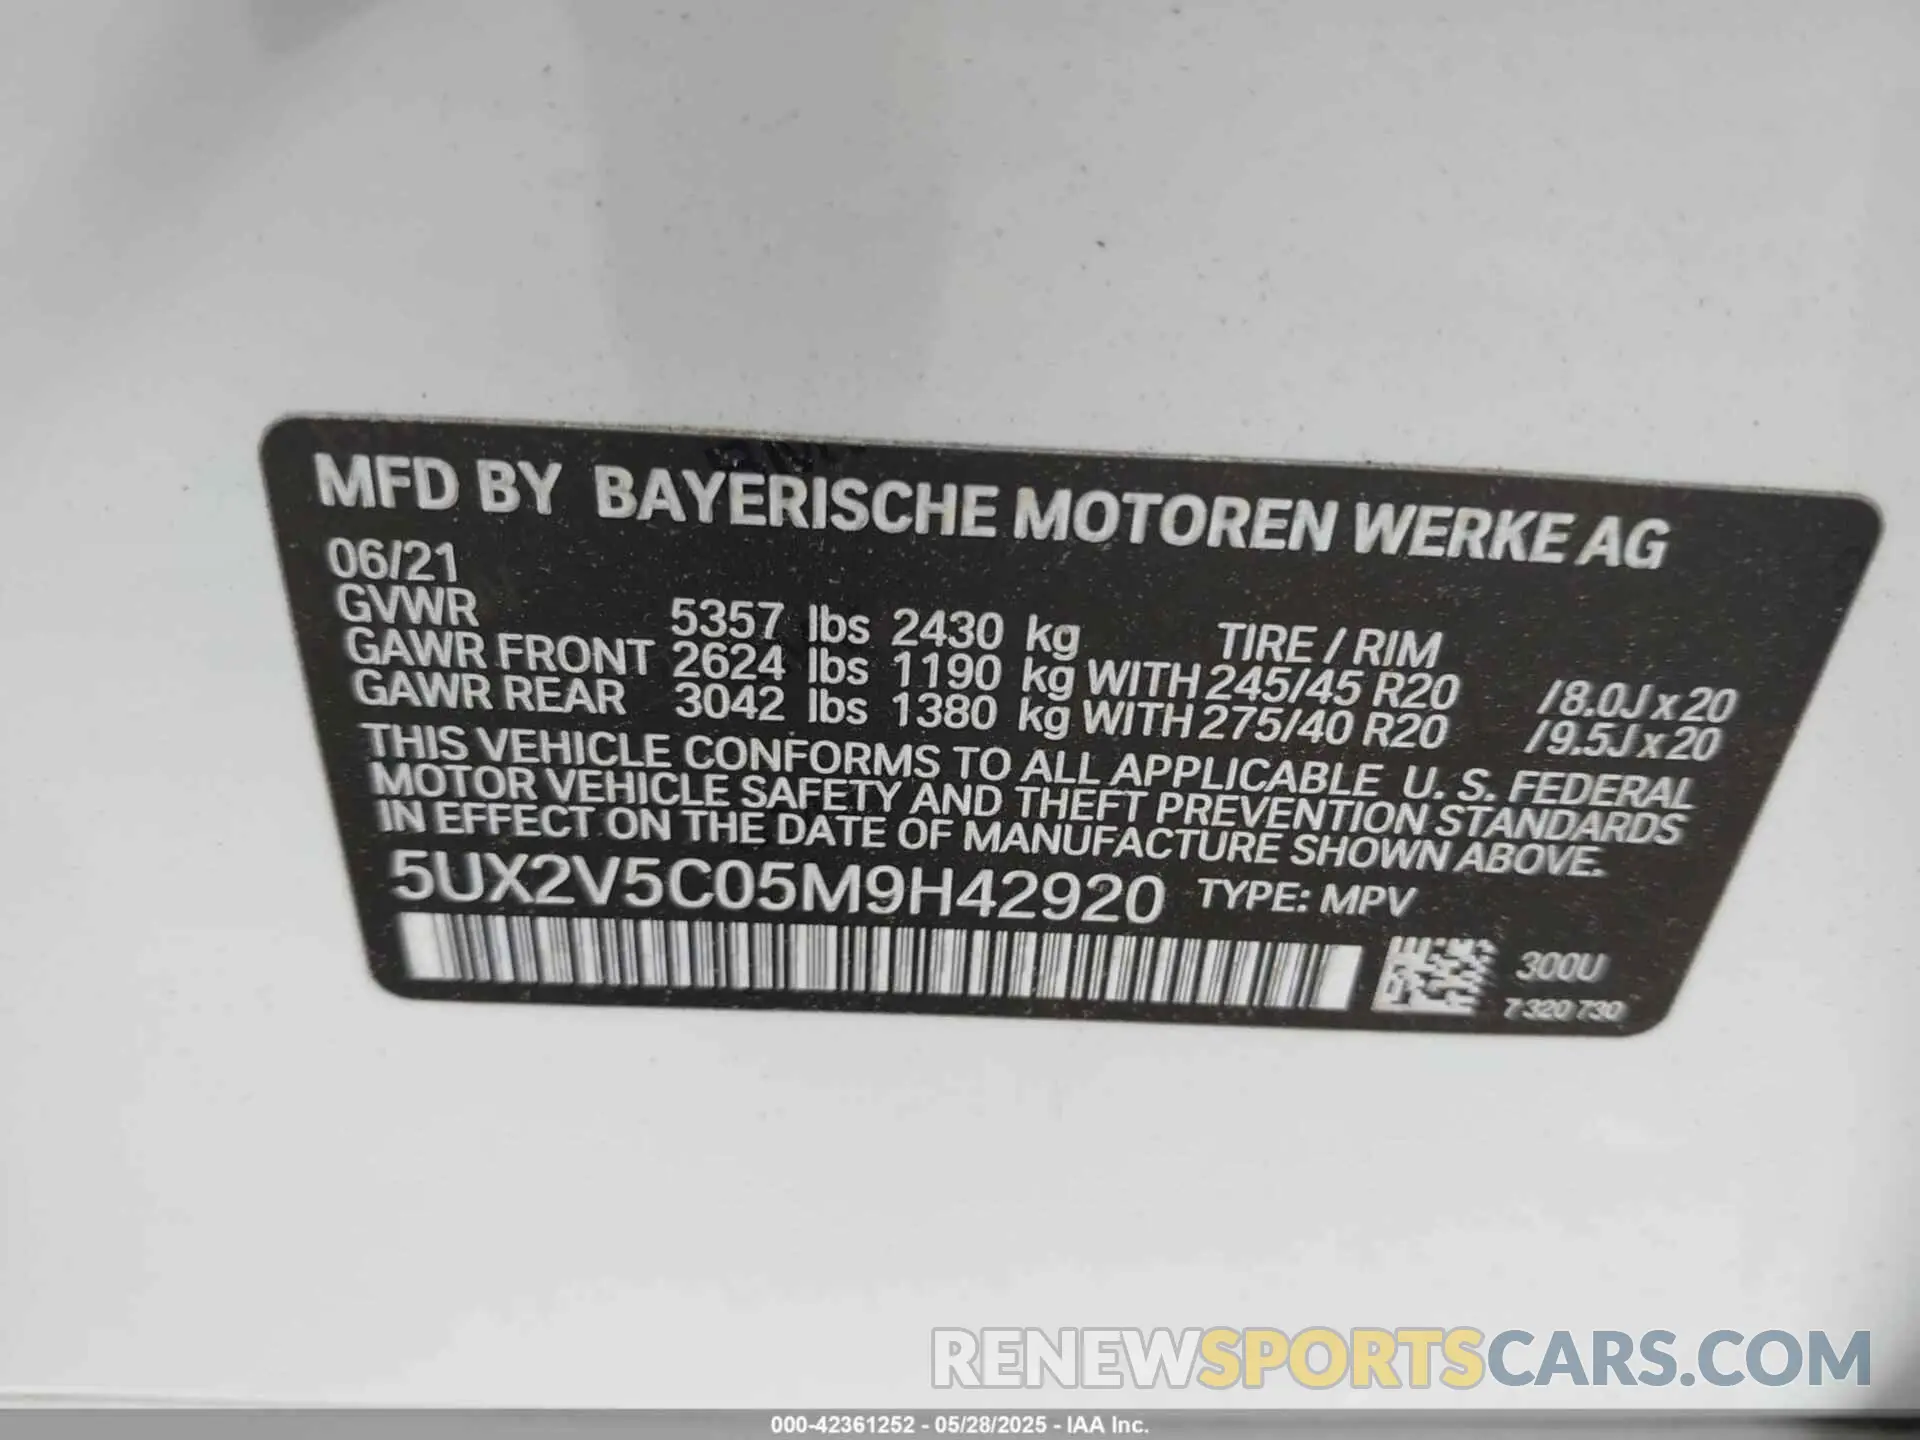 MFD BY BAYERISCHE MOTOREN WERKE AG
06/21
GVWR 5357 lbs 2430 kg TIRE / RIM
GAWR FRONT 2624 lbs 1190 kg WITH 245/45 R20 /8.0J x 20
GAWR REAR 3042 lbs 1380 kg WITH 275/40 R20 /9.5J x 20
THIS VEHICLE CONFORMS TO ALL APPLICABLE U. S. FEDERAL
MOTOR VEHICLE SAFETY AND THEFT PREVENTION STANDARDS
IN EFFECT ON THE DATE OF MANUFACTURE SHOWN ABOVE.
5UX2V5C05M9H42920 TYPE: MPV
300U
7 320 730
RENEWSPORTSCARS.COM
000-42361252 - 05/28/2025 - IAA Inc.